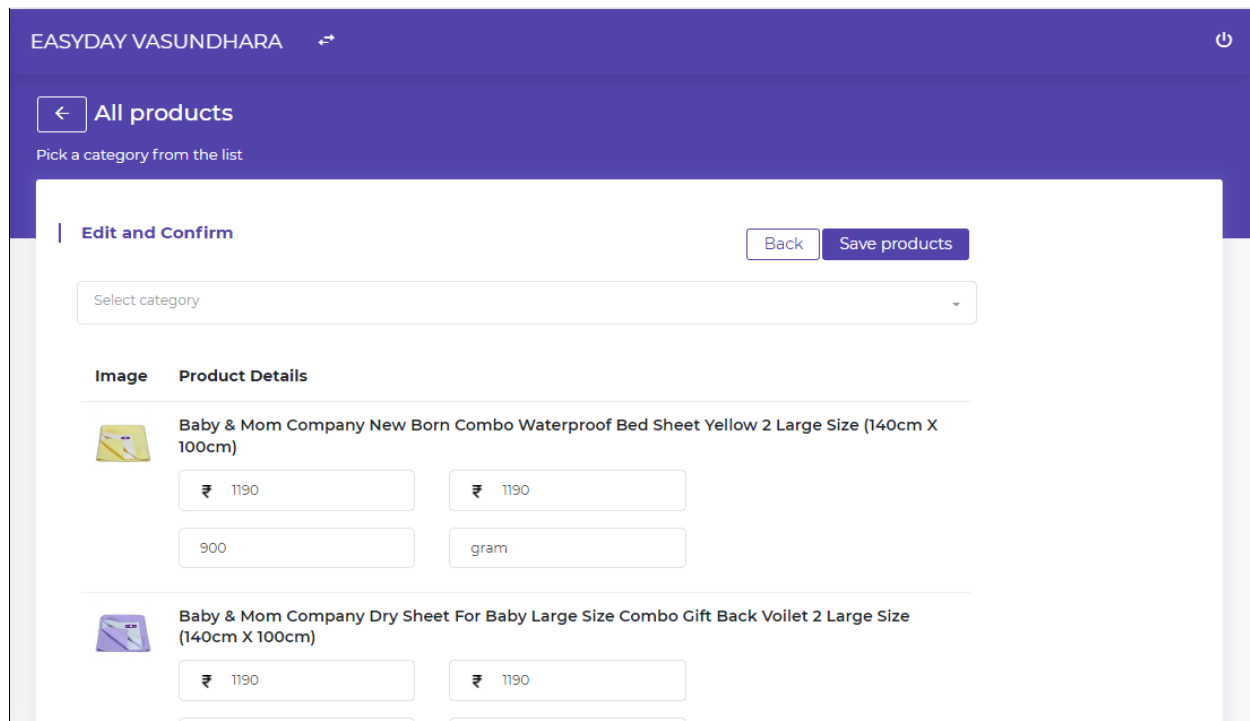 EASYDAY VASUNDHARA
All products
Pick a category from the list
Edit and Confirm
Back
Save products
Select category
Image Product Details
Baby & Mom Company New Born Combo Waterproof Bed Sheet Yellow 2 Large Size (140cm X
100cm)
₹ 1190 ₹ 1190
900 gram
Baby & Mom Company Dry Sheet For Baby Large Size Combo Gift Back Voilet 2 Large Size
(140cm X 100cm)
₹ 1190 ₹ 1190